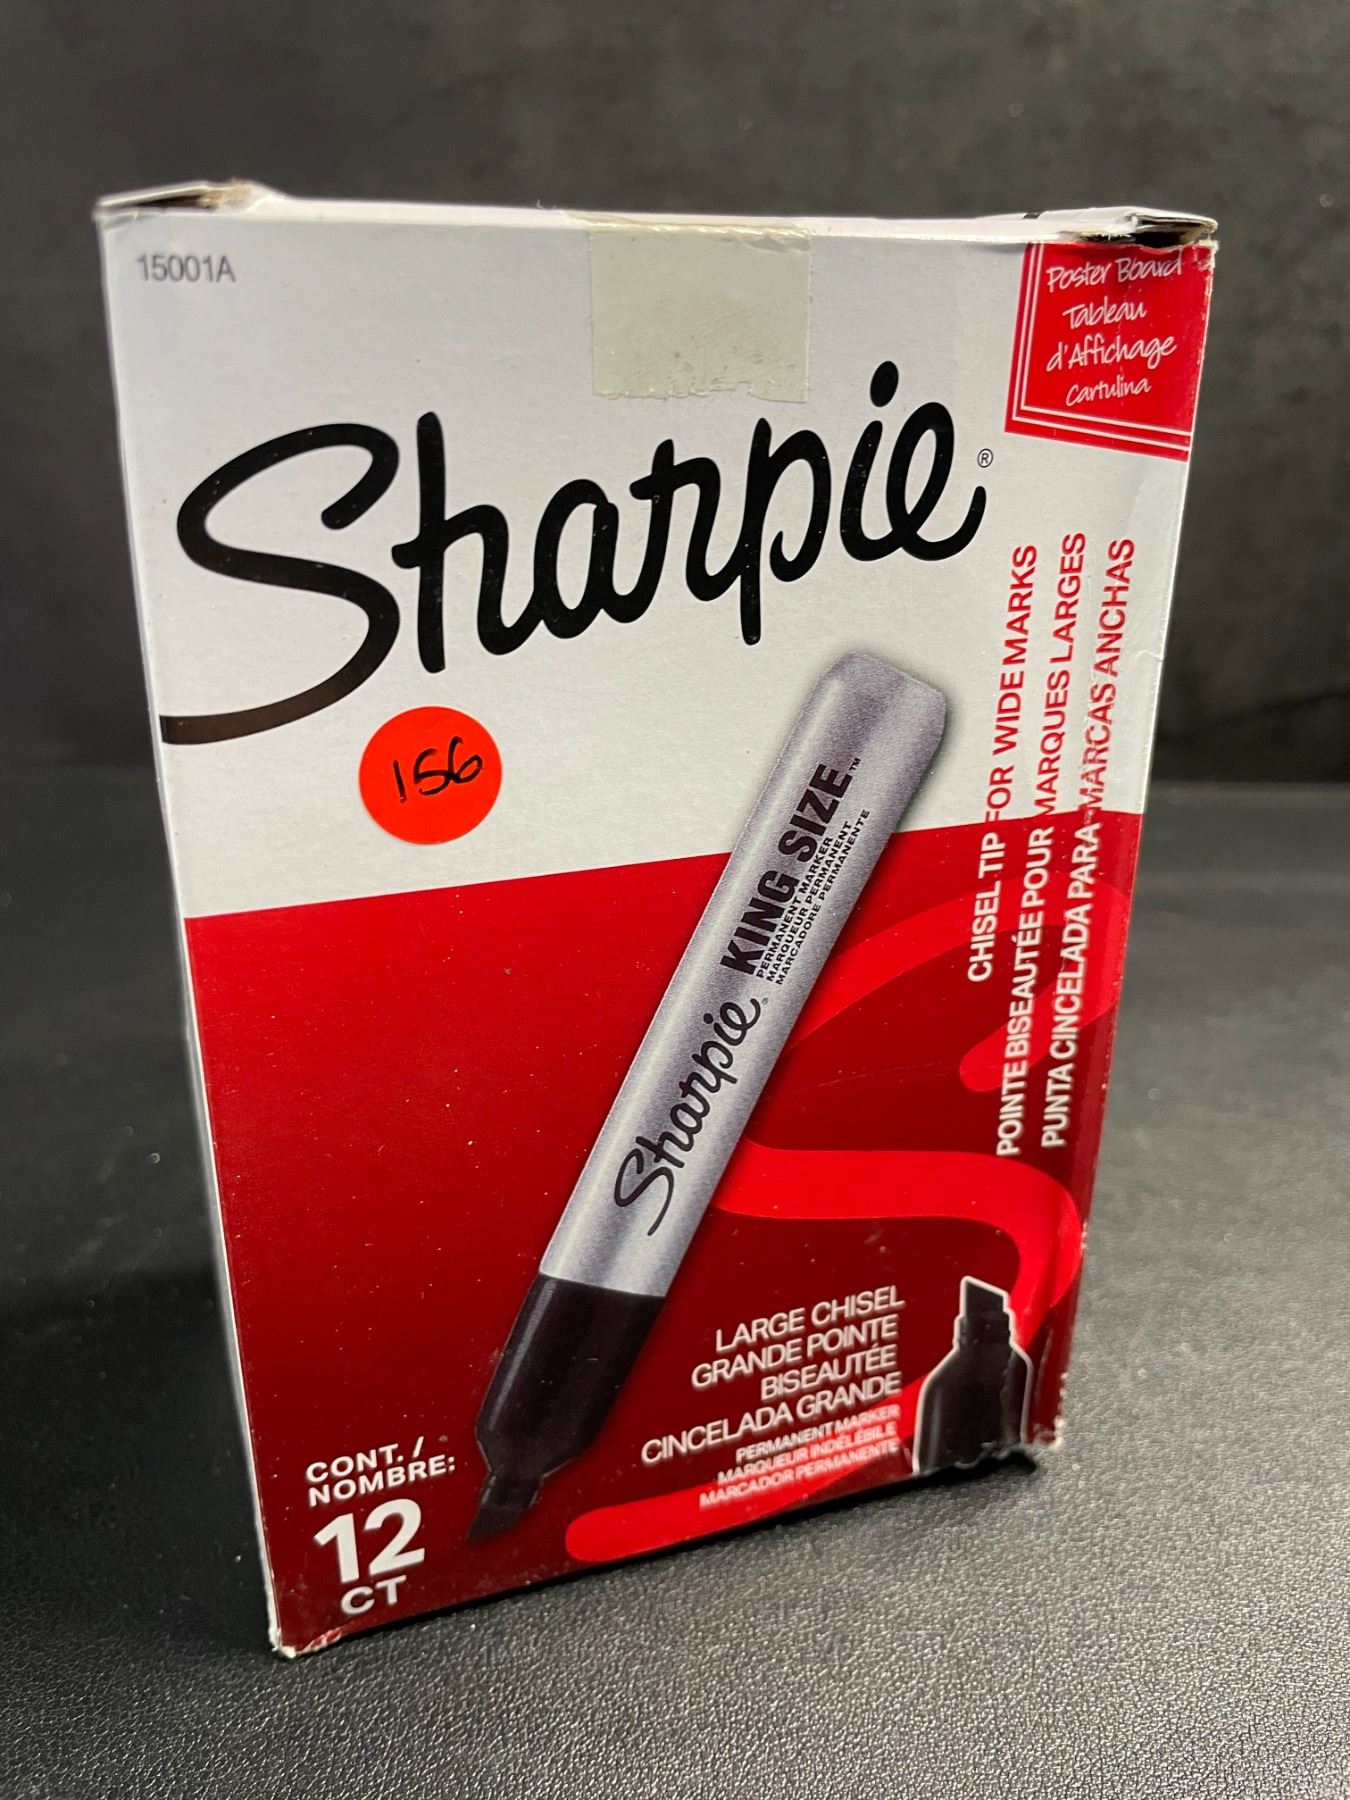 15001A
Poster Board
Tableau
d'Affichage
Cartulina
Sharpie®
CHISEL TIP FOR WIDE MARKS
POINTE BISEAUTÉE POUR MARQUES LARGES
PUNTA CINCELADA PARA MARCAS ANCHAS
156
Sharpie® KING SIZE™
PERMANENT MARKER
MARQUEUR PERMANENT
MARCADORE PERMANENTE
LARGE CHISEL
GRANDE POINTE
BISEAUTÉE
CINCELADA GRANDE
PERMANENT MARKER
MARQUEUR INDÉLÉBILE
MARCADOR PERMANENTE
CONT. /
NOMBRE:
12
CT